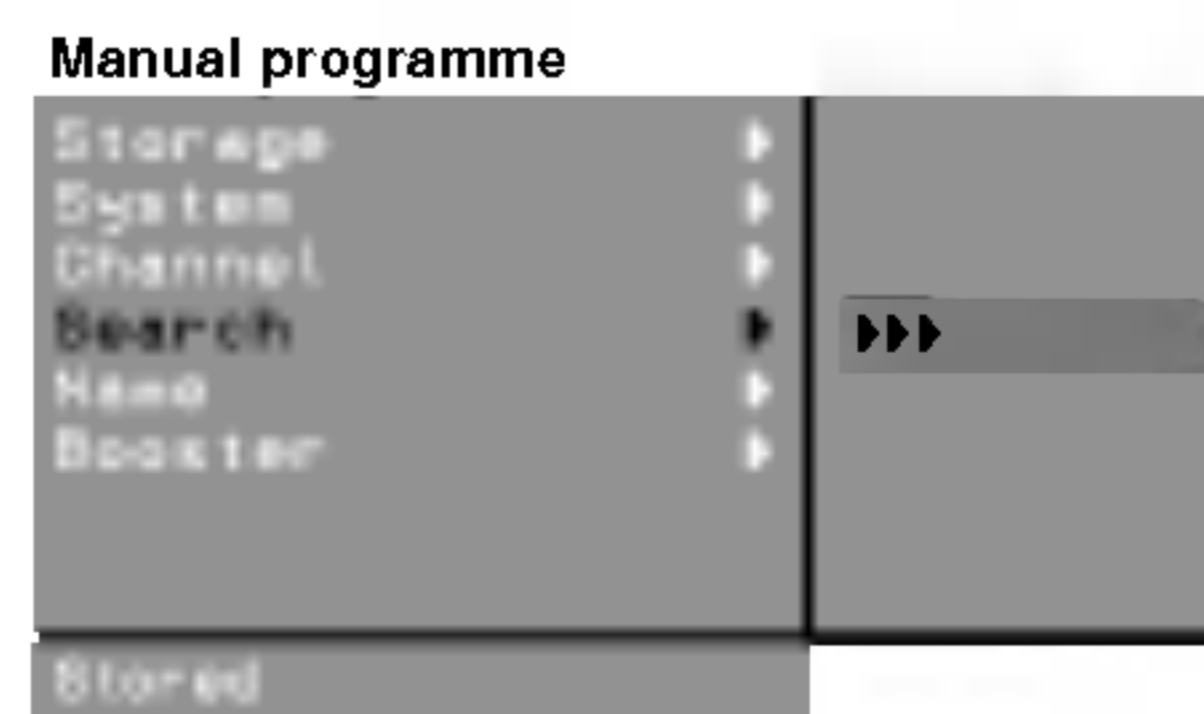 Manual programme
Storage
System
Channel
Search
Name
Booster
Stored